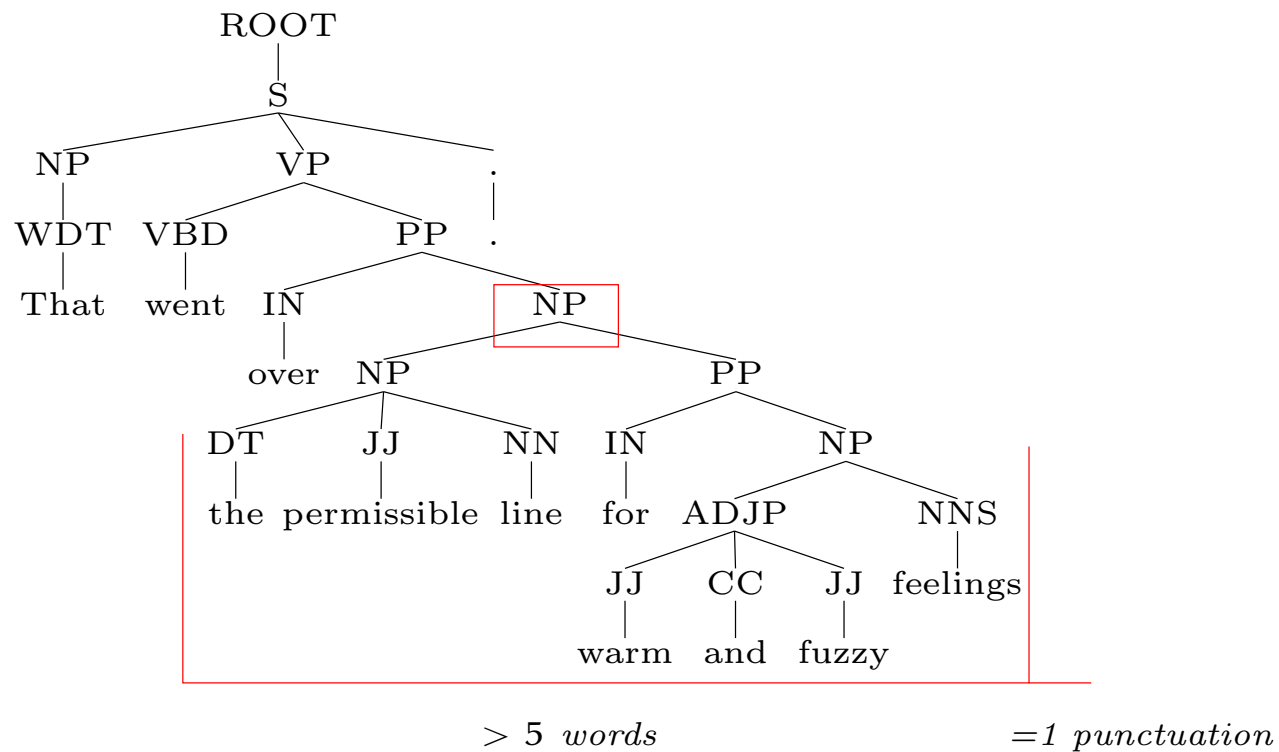 ROOT
S
NP VP .
WDT VBD PP .
That went IN NP
over NP PP
DT JJ NN IN NP
the permissible line for ADJP NNS
JJ CC JJ feelings
warm and fuzzy
> 5 words =1 punctuation